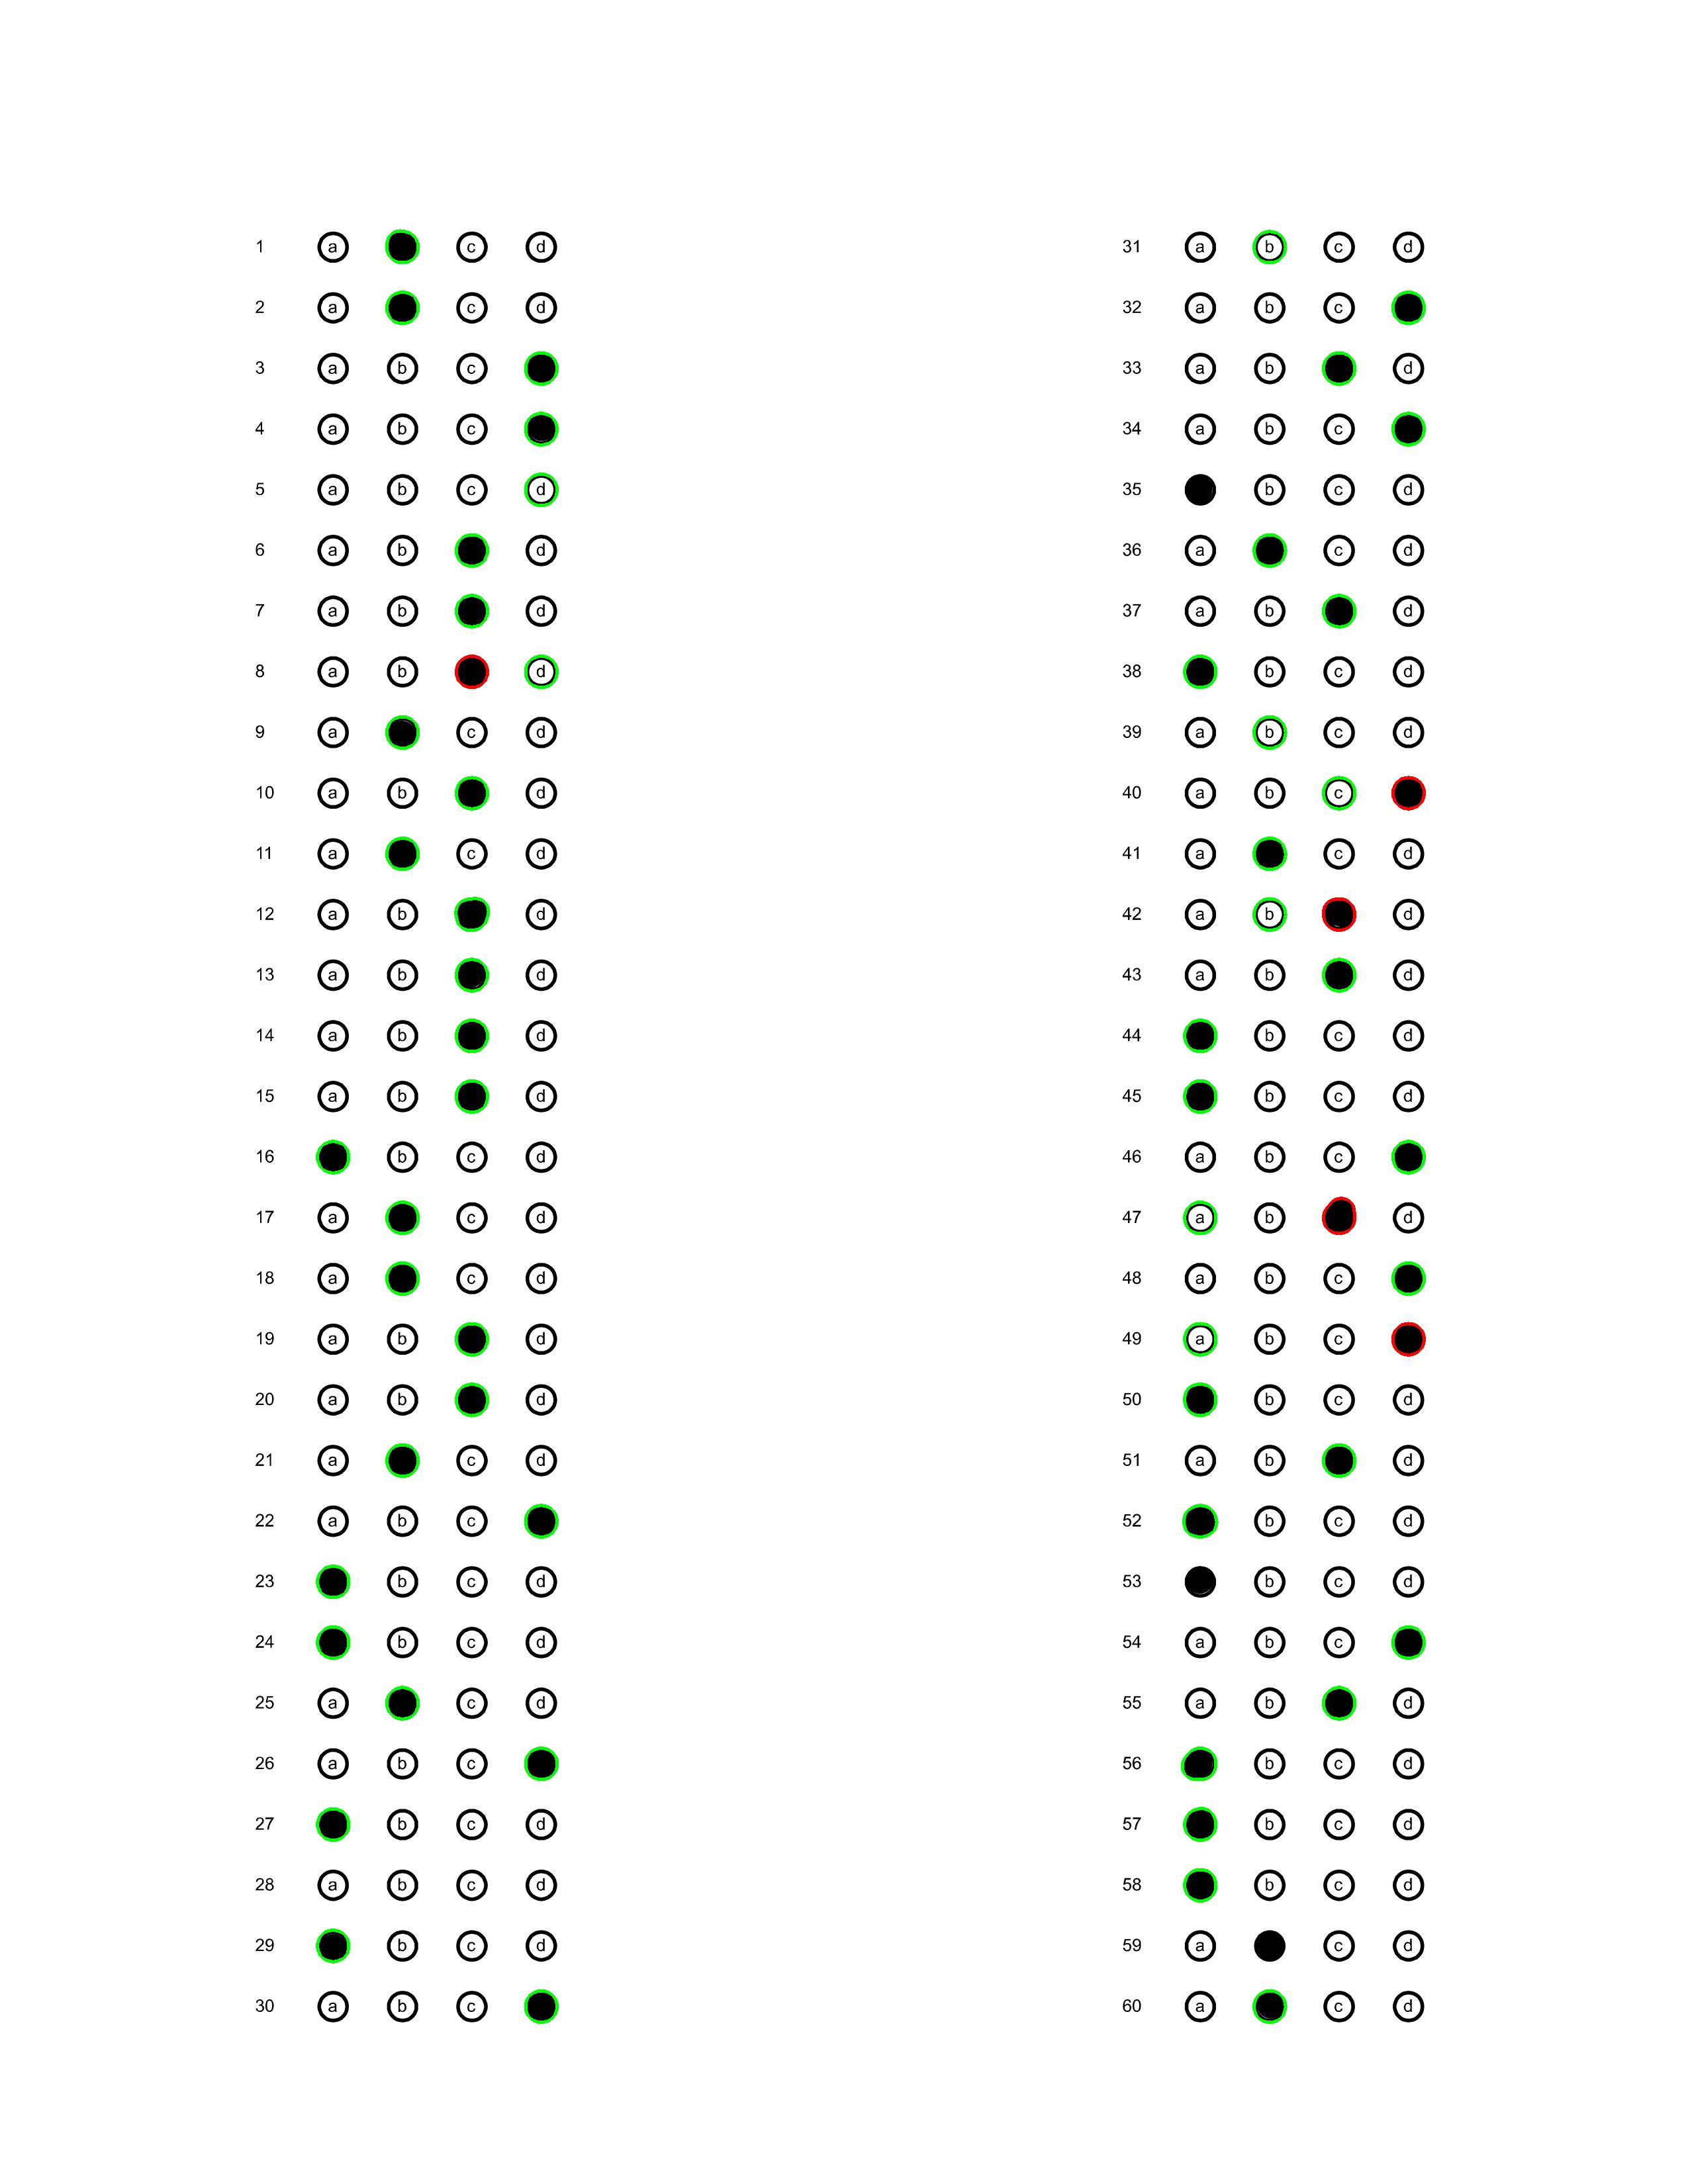 1 a c d
2 a c d
3 a b c
4 a b c
5 a b c d
6 a b d
7 a b d
8 a b d
9 a c d
10 a b d
11 a c d
12 a b d
13 a b d
14 a b d
15 a b d
16 b c d
17 a c d
18 a c d
19 a b d
20 a b d
21 a c d
22 a b c
23 b c d
24 b c d
25 a c d
26 a b c
27 b c d
28 a b c d
29 b c d
30 a b c
31 a b c d
32 a b c
33 a b d
34 a b c
35 b c d
36 a c d
37 a b d
38 b c d
39 a b c d
40 a b c
41 a c d
42 a b d
43 a b d
44 b c d
45 b c d
46 a b c
47 a b d
48 a b c
49 a b c
50 b c d
51 a b d
52 b c d
53 b c d
54 a b c
55 a b d
56 b c d
57 b c d
58 b c d
59 a c d
60 a c d